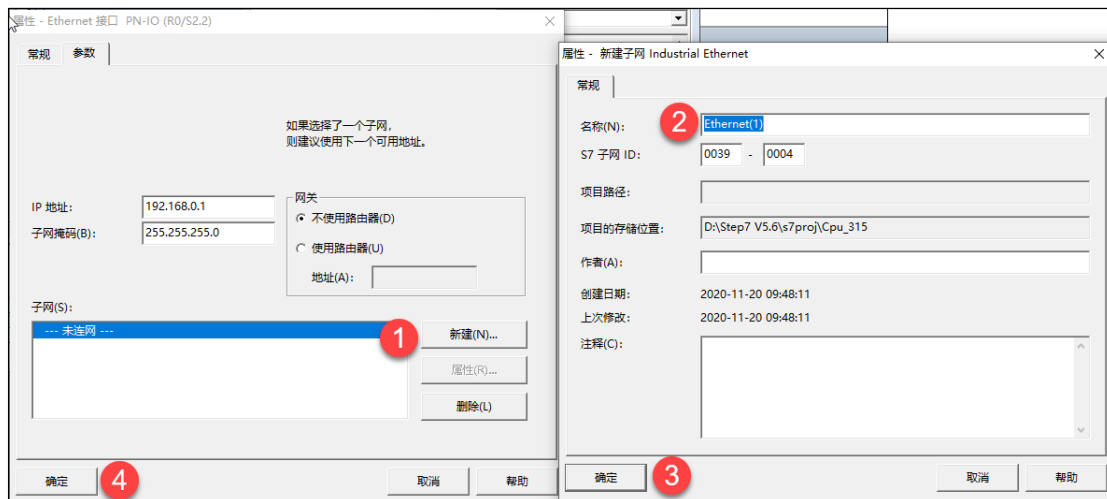 属性 - Ethernet 接口  PN-IO (R0/S2.2)
常规
参数
如果选择了一个子网，
则建议使用下一个可用地址。
IP 地址:
192.168.0.1
子网掩码(B):
255.255.255.0
网关
不使用路由器(D)
使用路由器(U)
地址(A):
子网(S):
--- 未连网 ---
1
新建(N)...
属性(R)...
删除(L)
确定
4
取消
帮助
属性 -  新建子网 Industrial Ethernet
常规
名称(N):
2
Ethernet(1)
S7 子网 ID:
0039 - 0004
项目路径:
项目的存储位置:
D:\Step7 V5.6\s7proj\Cpu_315
作者(A):
创建日期:
2020-11-20 09:48:11
上次修改:
2020-11-20 09:48:11
注释(C):
确定
3
取消
帮助